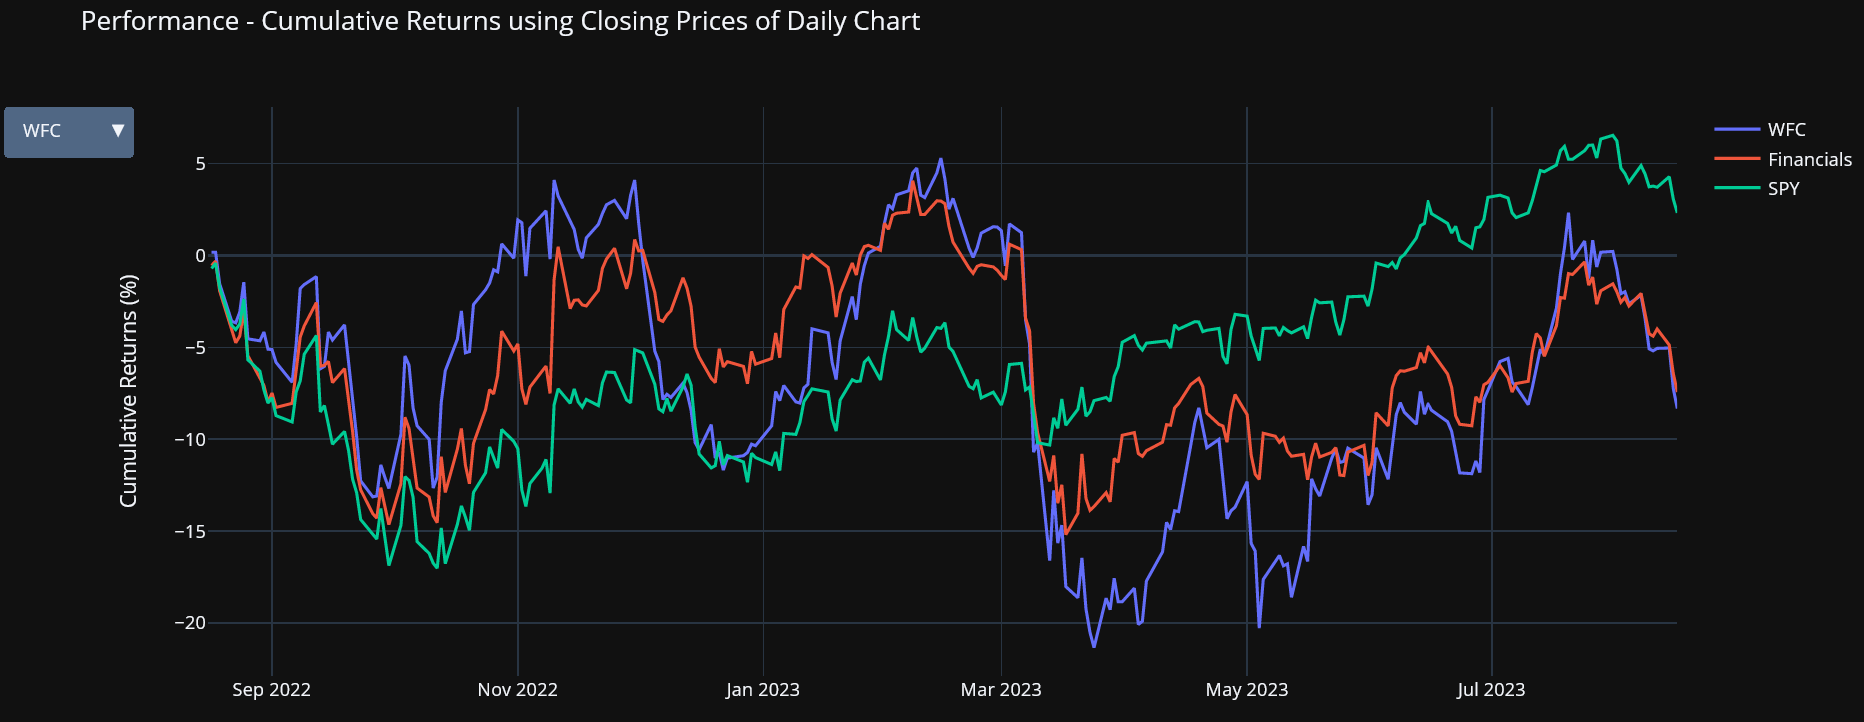 Performance - Cumulative Returns using Closing Prices of Daily Chart
WFC ▼
WFC
Financials
SPY
Cumulative Returns (%)
5
0
−5
−10
−15
−20
Sep 2022
Nov 2022
Jan 2023
Mar 2023
May 2023
Jul 2023